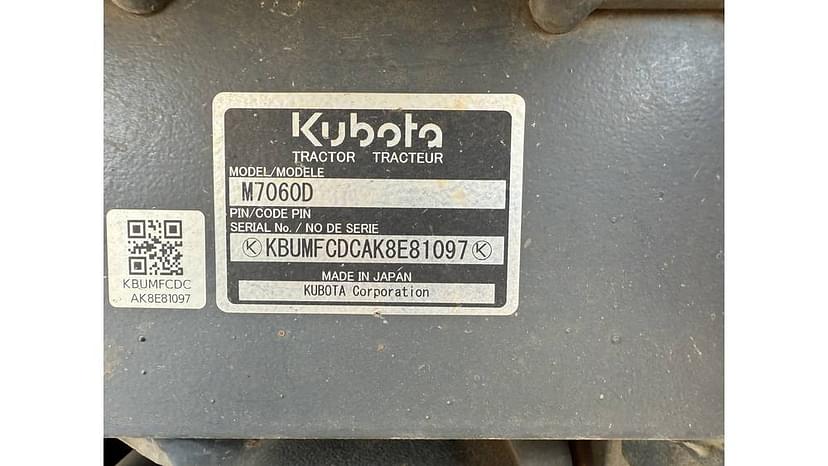 Kubota
TRACTOR TRACTEUR
MODEL/MODELE
M7060D
PIN/CODE PIN
SERIAL No. / NO DE SERIE
KBUMFCDCAK8E81097
MADE IN JAPAN
KUBOTA Corporation
KBUMFCDC
AK8E81097